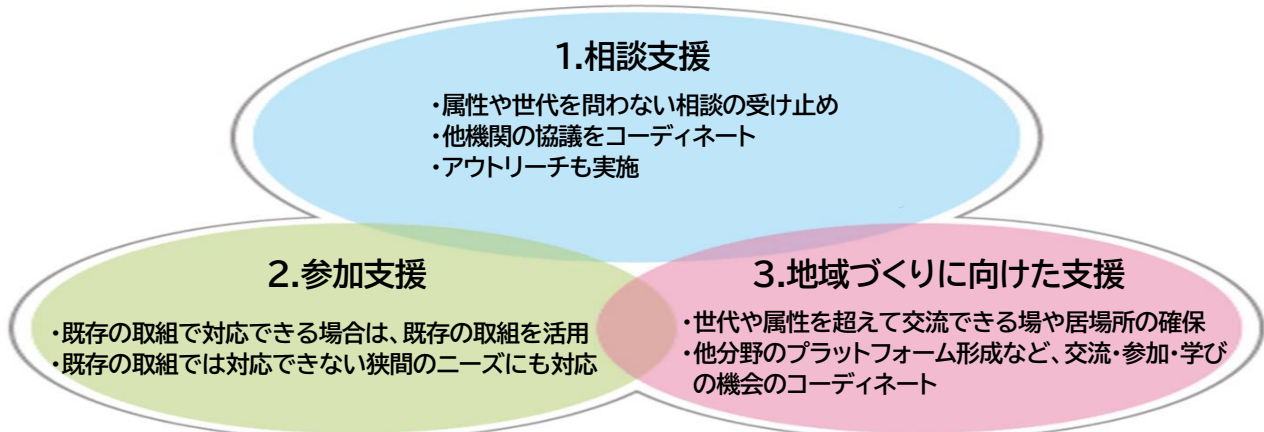 1.相談支援
・属性や世代を問わない相談の受け止め
・他機関の協議をコーディネート
・アウトリーチも実施
2.参加支援
・既存の取組で対応できる場合は、既存の取組を活用
・既存の取組では対応できない狭間のニーズにも対応
3.地域づくりに向けた支援
・世代や属性を超えて交流できる場や居場所の確保
・他分野のプラットフォーム形成など、交流・参加・学び
の機会のコーディネート